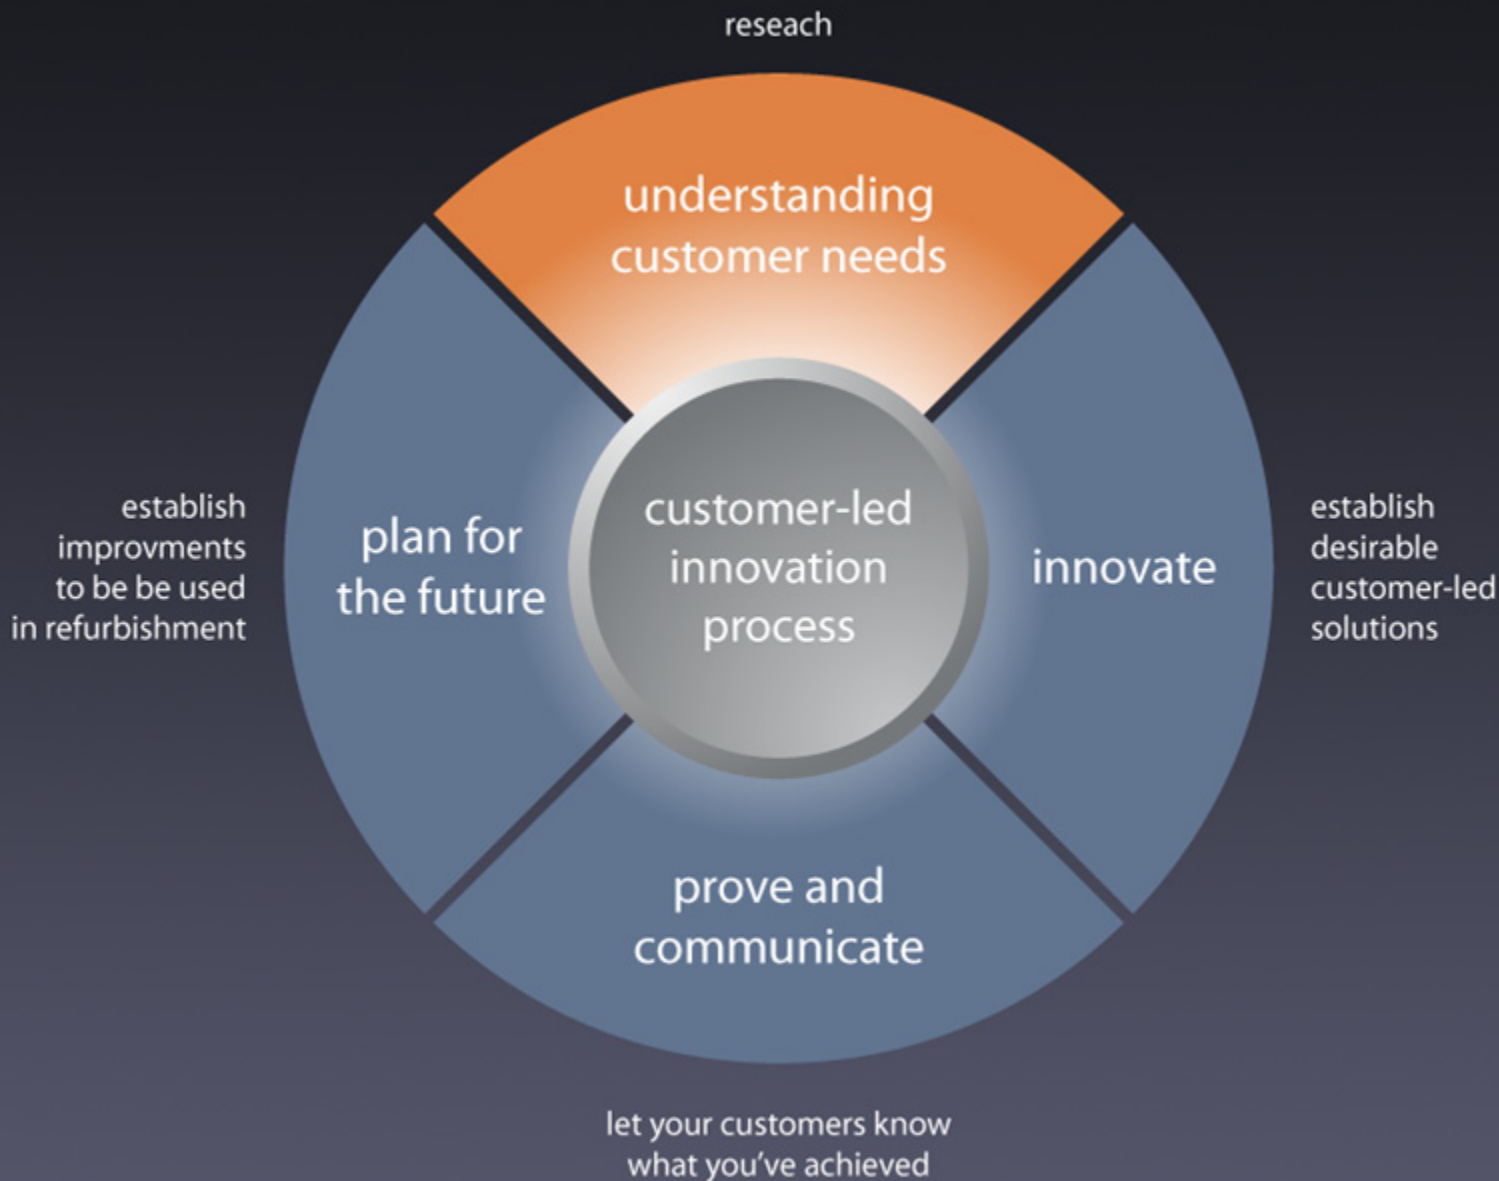 reseach
understanding
customer needs
establish
improvments
to be be used
in refurbishment
plan for
the future
customer-led
innovation
process
innovate
establish
desirable
customer-led
solutions
prove and
communicate
let your customers know
what you've achieved